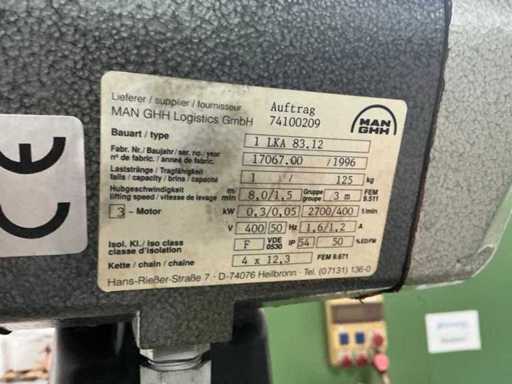 Lieferer / supplier / fournisseur Auftrag
MAN GHH Logistics GmbH 74100209
MAN
GHH
Bauart / type 1 LKA 83.12
Fabr. Nr./ Baujahr / ser. no./ year
n° de fabric. / année de fabric. 17067.00 / 1996
Laststränge / Tragfähigkeit
falls / capacity / brins / capacité 1 / 125 kg
Hubgeschwindigkeit
lifting speed / vitesse de levage m/min 8,0/1,5 Gruppe groupe 3 m FEM 9.511
3 - Motor kW 0,3/0,05 2700/400 1/min
V 400 50 Hz 1,6/1,2 A
Isol. Kl. / iso class
classe d'isolation F VDE 0530 IP 54 50 %ED/FM
Kette / chain / chaîne 4 x 12,3 FEM 9.671
Hans-Rießer-Straße 7 · D-74076 Heilbronn · Tel. (07131) 136-0
CE